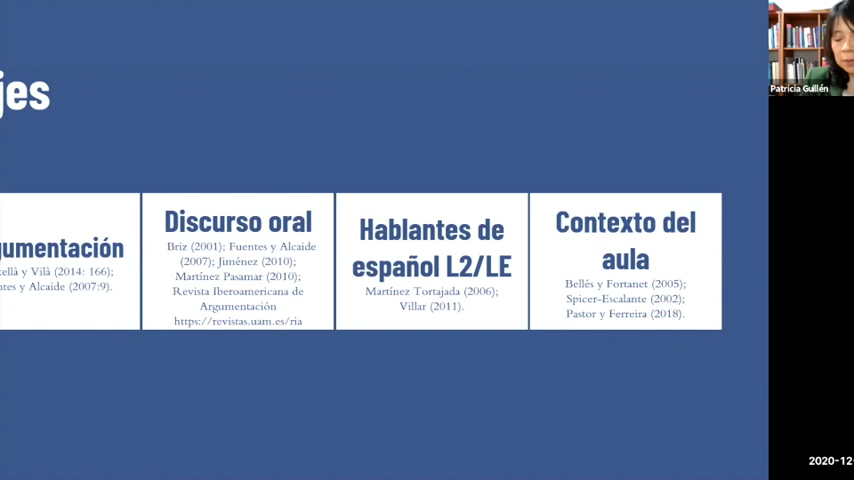 jes
gumentación
ellà y Vilà (2014: 166);
ntes y Alcaide (2007:9).
Discurso oral
Briz (2001); Fuentes y Alcaide
(2007); Jiménez (2010);
Martínez Pasamar (2010);
Revista Iberoamericana de
Argumentación
https://revistas.uam.es/ria
Hablantes de
español L2/LE
Martínez Tortajada (2006);
Villar (2011).
Contexto del
aula
Bellés y Fortanet (2005);
Spicer-Escalante (2002);
Pastor y Ferreira (2018).
Patricia Guillén
2020-12-